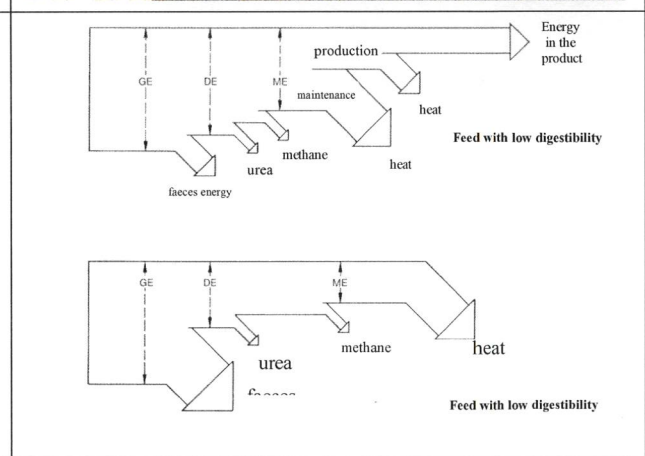 Energy
in the
product
production
GE
DE
ME
maintenance
heat
Feed with low digestibility
methane
urea
heat
faeces energy
GE
DE
ME
methane
heat
urea
faeces
Feed with low digestibility